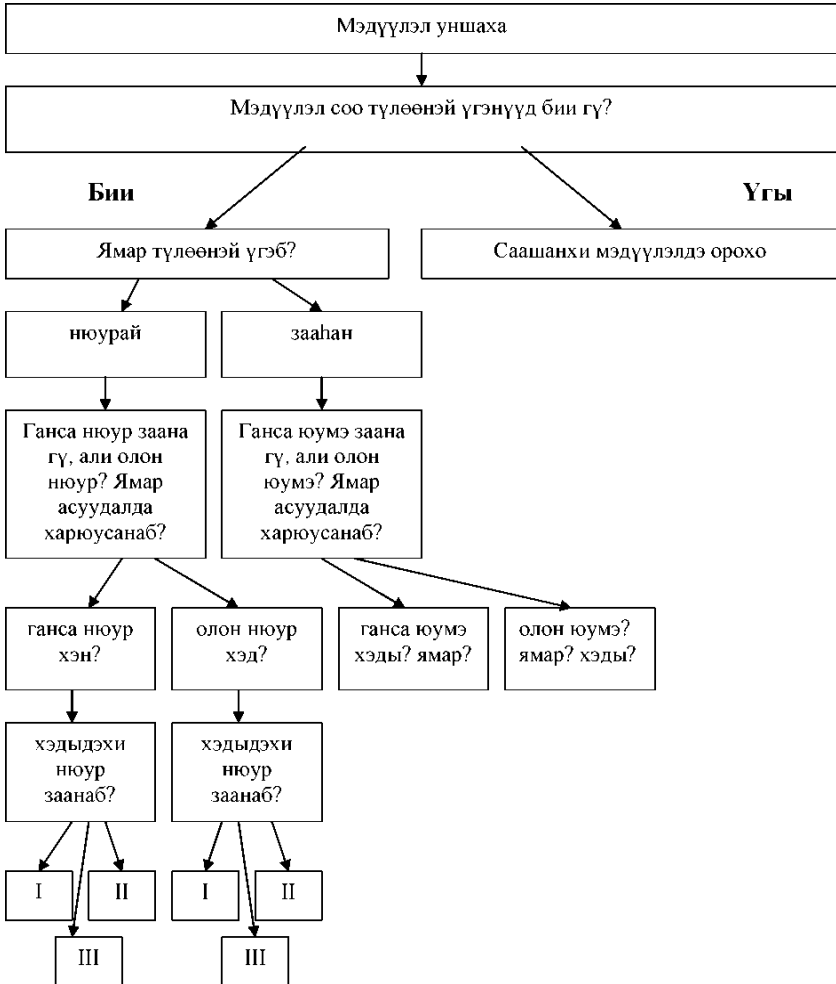 Мэдүүлэл уншаха
Мэдүүлэл соо түлөөнэй үгэнүүд бии гү?
Бии
Үгы
Ямар түлөөнэй үгэб?
Саашанхи мэдүүлэлдэ орохо
нюурай
зааһан
Ганса нюур заана
гү, али олон
нюур? Ямар
асуудалда
харюусанаб?
Ганса юумэ заана
гү, али олон
юумэ? Ямар
асуудалда
харюусанаб?
ганса нюур
хэн?
олон нюур
хэд?
ганса юумэ
хэды? ямар?
олон юумэ?
ямар? хэды?
хэдыдэхи
нюур
заанаб?
хэдыдэхи
нюур
заанаб?
I
II
I
II
III
III